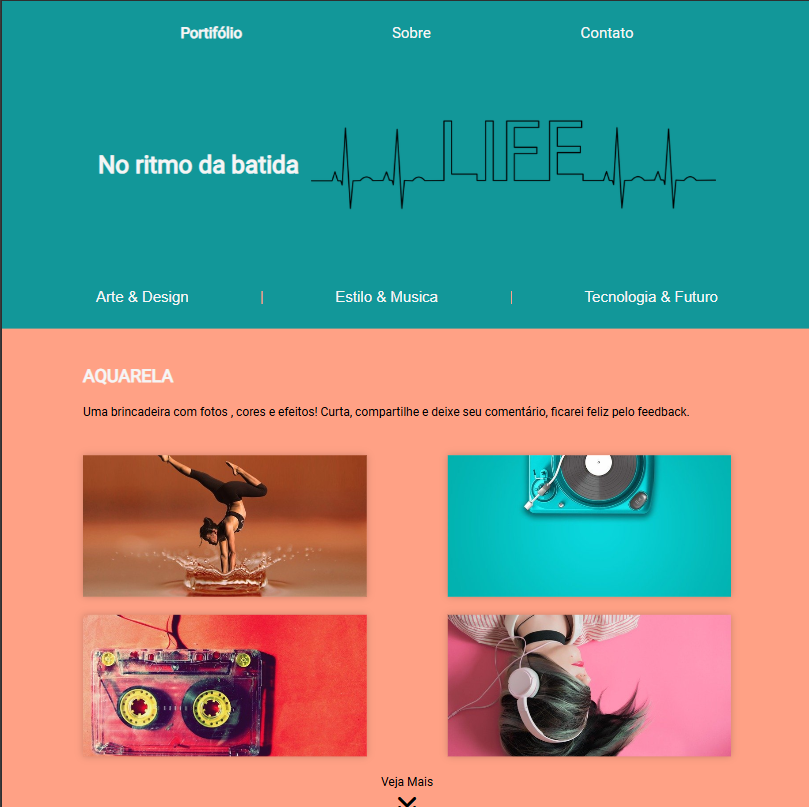 Portifólio Sobre Contato
No ritmo da batida LIFE
Arte & Design | Estilo & Musica | Tecnologia & Futuro
AQUARELA
Uma brincadeira com fotos , cores e efeitos! Curta, compartilhe e deixe seu comentário, ficarei feliz pelo feedback.
Veja Mais